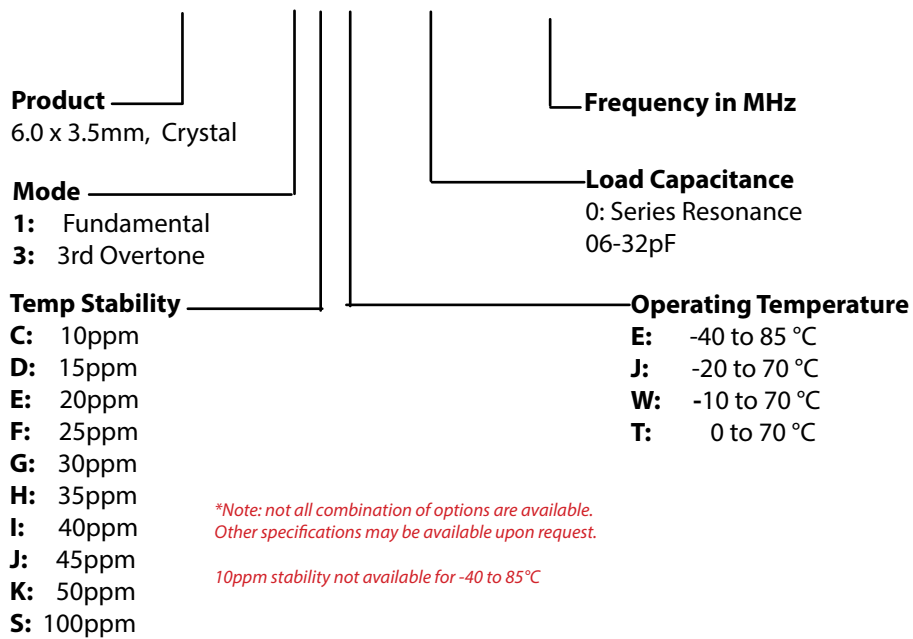 Product
6.0 x 3.5mm, Crystal
Mode
1: Fundamental
3: 3rd Overtone
Temp Stability
C: 10ppm
D: 15ppm
E: 20ppm
F: 25ppm
G: 30ppm
H: 35ppm
I: 40ppm
J: 45ppm
K: 50ppm
S: 100ppm
*Note: not all combination of options are available.
Other specifications may be available upon request.
10ppm stability not available for -40 to 85°C
Frequency in MHz
Load Capacitance
0: Series Resonance
06-32pF
Operating Temperature
E: -40 to 85 °C
J: -20 to 70 °C
W: -10 to 70 °C
T: 0 to 70 °C